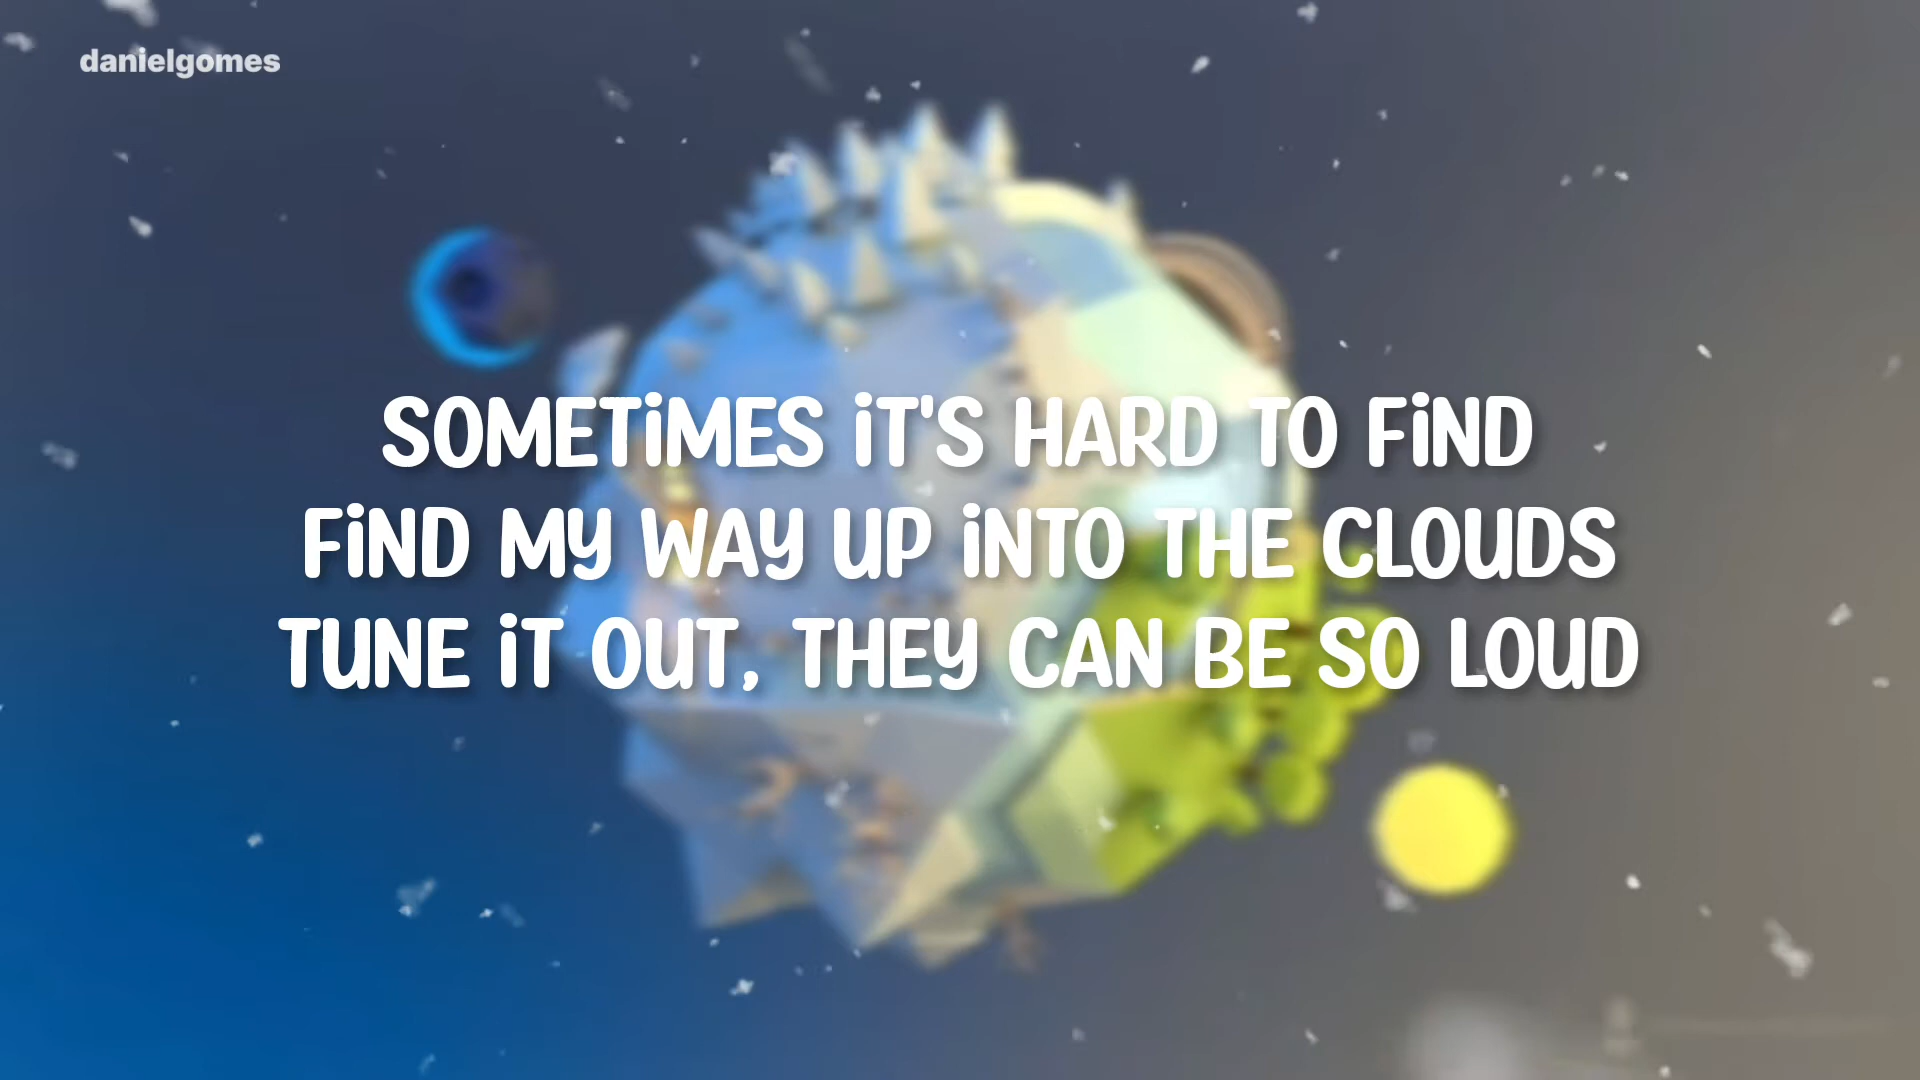 danielgomes
SOMETIMES IT'S HARD TO FIND
FIND MY WAY UP INTO THE CLOUDS
TUNE IT OUT, THEY CAN BE SO LOUD